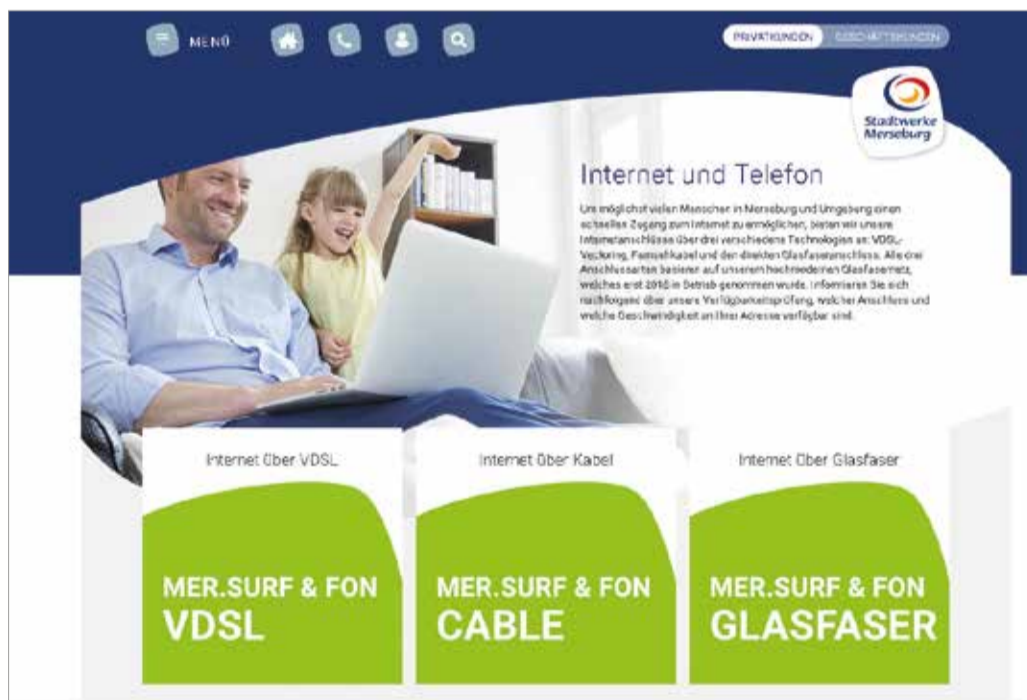 MENÜ
PRIVATKUNDEN GESCHÄFTSKUNDEN
Stadtwerke
Merseburg
Internet und Telefon
Um möglichst vielen Menschen in Merseburg und Umgebung einen
schnellen Zugang zum Internet zu ermöglichen, bieten wir unsere
Internetanschlüsse über drei verschiedene Technologien an: VDSL-
Vectoring, Fernsehkabel und den direkten Glasfaseranschluss. Alle drei
Anschlussarten basieren auf unserem hochmodernen Glasfasernetz,
welches erst 2018 in Betrieb genommen wurde. Informieren Sie sich
nachfolgend über unsere Verfügbarkeitsprüfung, welcher Anschluss und
welche Geschwindigkeit an Ihrer Adresse verfügbar sind.
Internet über VDSL
Internet über Kabel
Internet über Glasfaser
MER.SURF & FON
VDSL
MER.SURF & FON
CABLE
MER.SURF & FON
GLASFASER